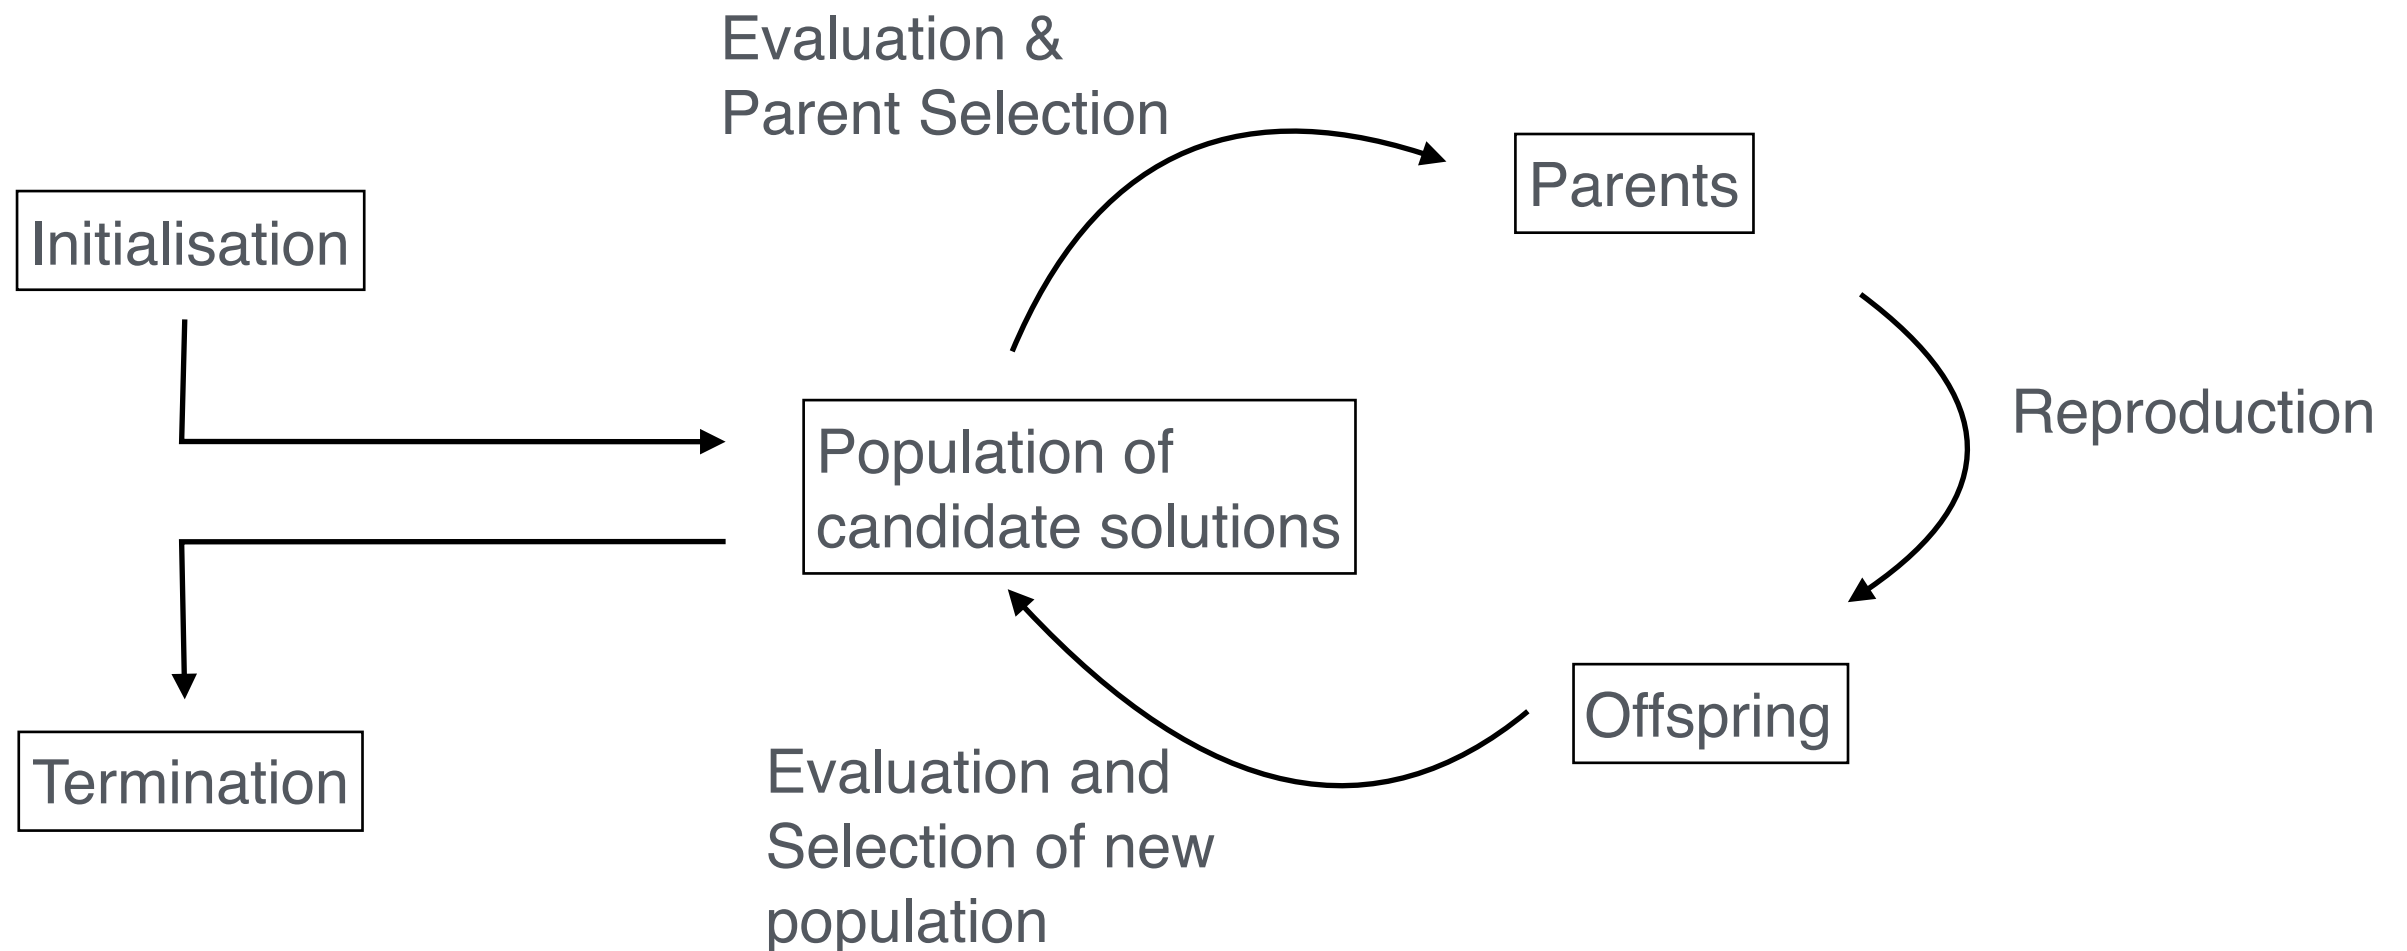 Evaluation &
Parent Selection
Parents
Initialisation
Reproduction
Population of
candidate solutions
Offspring
Termination
Evaluation and
Selection of new
population